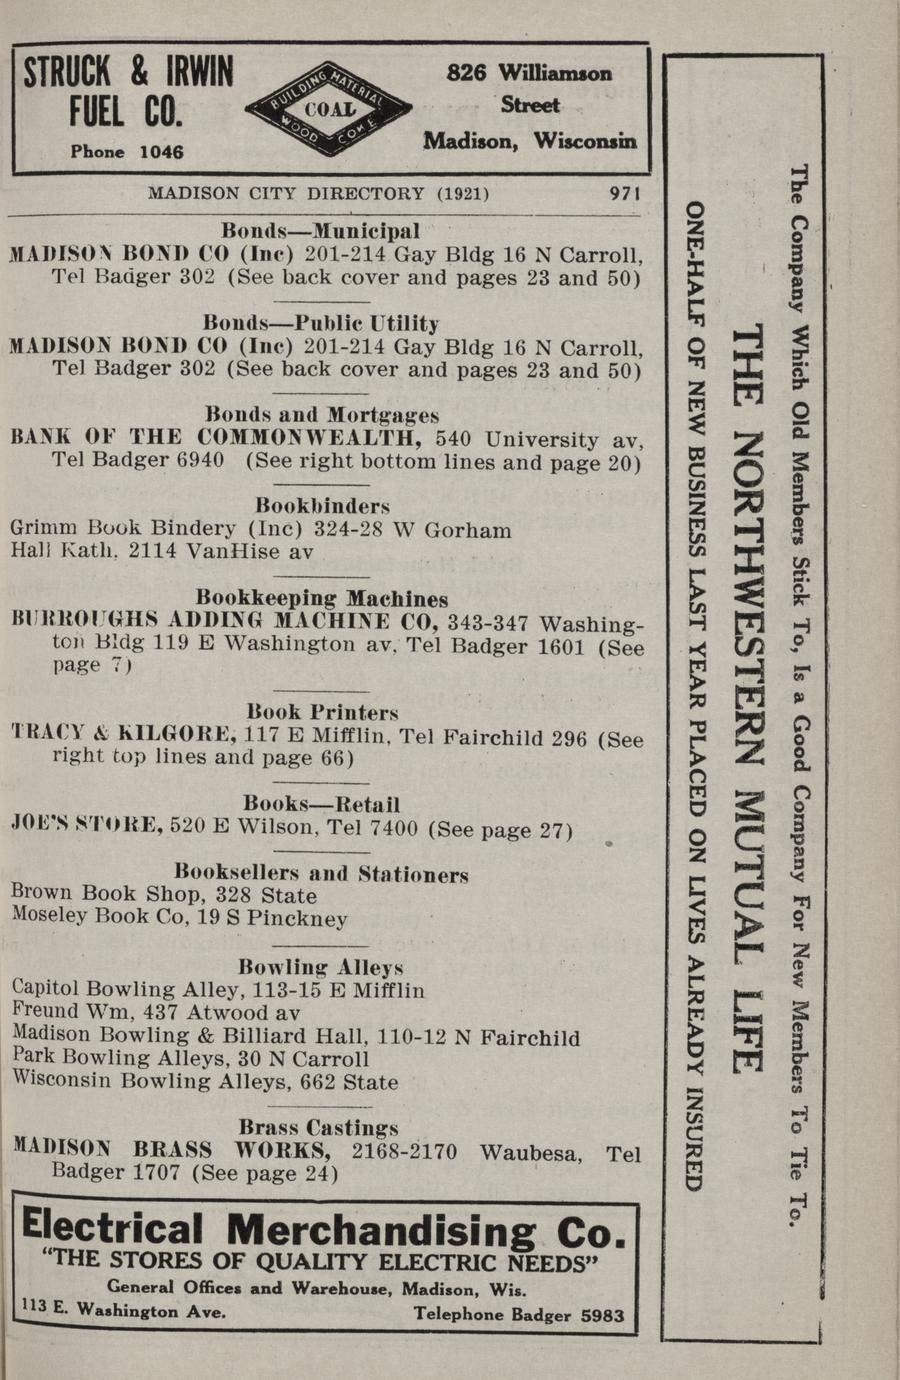 STRUCK & IRWIN
FUEL CO.
Phone 1046
BUILDING MATERIAL
COAL
WOOD COKE
826 Williamson
Street
Madison, Wisconsin
MADISON CITY DIRECTORY (1921) 971
Bonds—Municipal
MADISON BOND CO (Inc) 201-214 Gay Bldg 16 N Carroll,
Tel Badger 302 (See back cover and pages 23 and 50)
Bonds—Public Utility
MADISON BOND CO (Inc) 201-214 Gay Bldg 16 N Carroll,
Tel Badger 302 (See back cover and pages 23 and 50)
Bonds and Mortgages
BANK OF THE COMMONWEALTH, 540 University av,
Tel Badger 6940 (See right bottom lines and page 20)
Bookbinders
Grimm Book Bindery (Inc) 324-28 W Gorham
Hall Kath. 2114 VanHise av
Bookkeeping Machines
BURROUGHS ADDING MACHINE CO, 343-347 Washing-
ton Bldg 119 E Washington av, Tel Badger 1601 (See
page 7)
Book Printers
TRACY & KILGORE, 117 E Mifflin, Tel Fairchild 296 (See
right top lines and page 66)
Books—Retail
JOE'S STORE, 520 E Wilson, Tel 7400 (See page 27)
Booksellers and Stationers
Brown Book Shop, 328 State
Moseley Book Co, 19 S Pinckney
Bowling Alleys
Capitol Bowling Alley, 113-15 E Mifflin
Freund Wm, 437 Atwood av
Madison Bowling & Billiard Hall, 110-12 N Fairchild
Park Bowling Alleys, 30 N Carroll
Wisconsin Bowling Alleys, 662 State
Brass Castings
MADISON BRASS WORKS, 2168-2170 Waubesa, Tel
Badger 1707 (See page 24)
Electrical Merchandising Co.
"THE STORES OF QUALITY ELECTRIC NEEDS"
General Offices and Warehouse, Madison, Wis.
113 E. Washington Ave. Telephone Badger 5983
The Company Which Old Members Stick To, Is a Good Company For New Members To Tie To.
THE NORTHWESTERN MUTUAL LIFE
ONE-HALF OF NEW BUSINESS LAST YEAR PLACED ON LIVES ALREADY INSURED